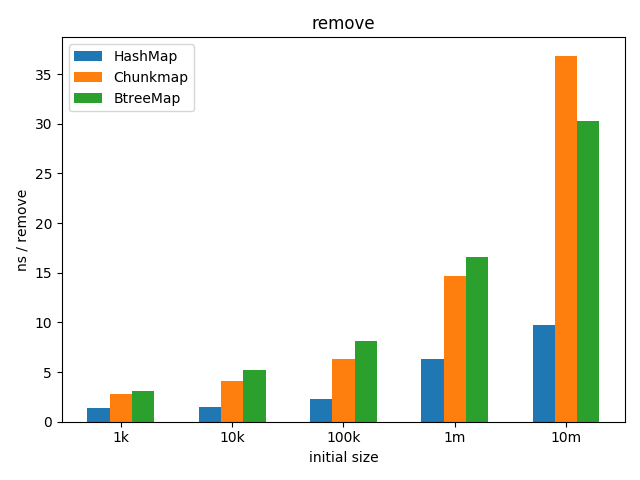 remove
HashMap
Chunkmap
BtreeMap
ns / remove
35
30
25
20
15
10
5
0
1k 10k 100k 1m 10m
initial size